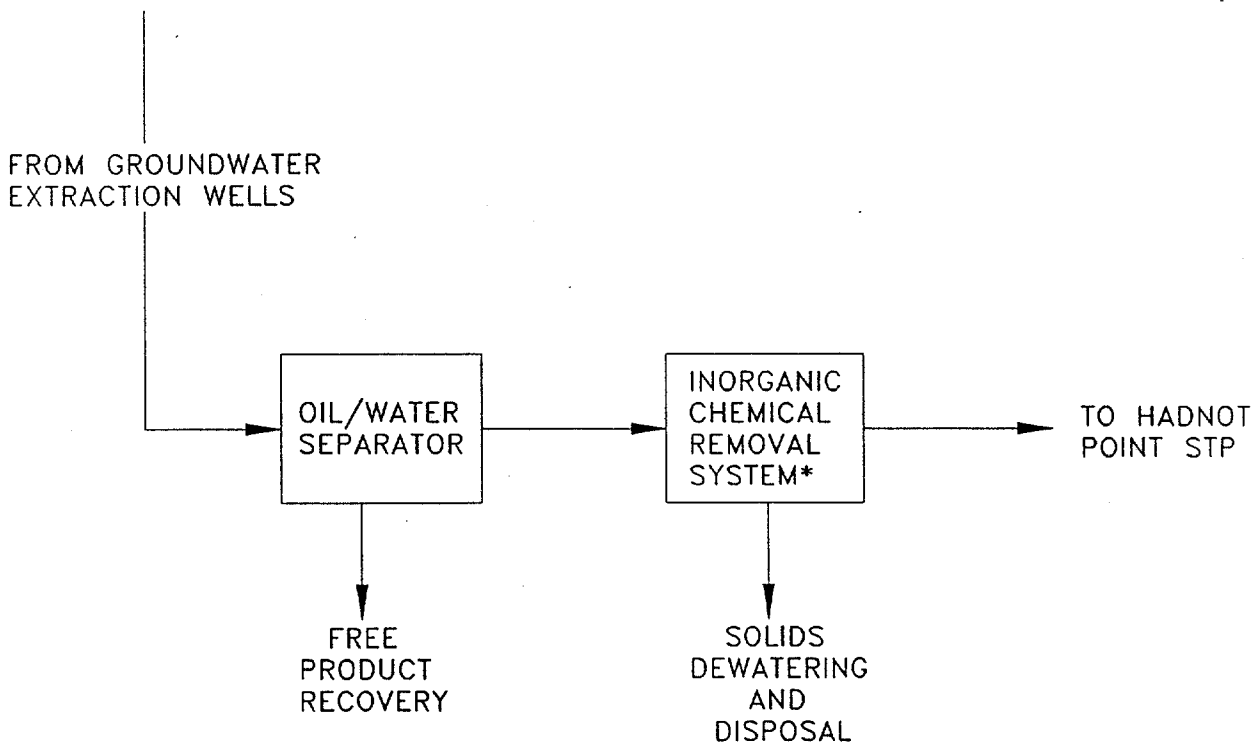 FROM GROUNDWATER
EXTRACTION WELLS
OIL/WATER
SEPARATOR
INORGANIC
CHEMICAL
REMOVAL
SYSTEM*
TO HADNOT
POINT STP
FREE
PRODUCT
RECOVERY
SOLIDS
DEWATERING
AND
DISPOSAL